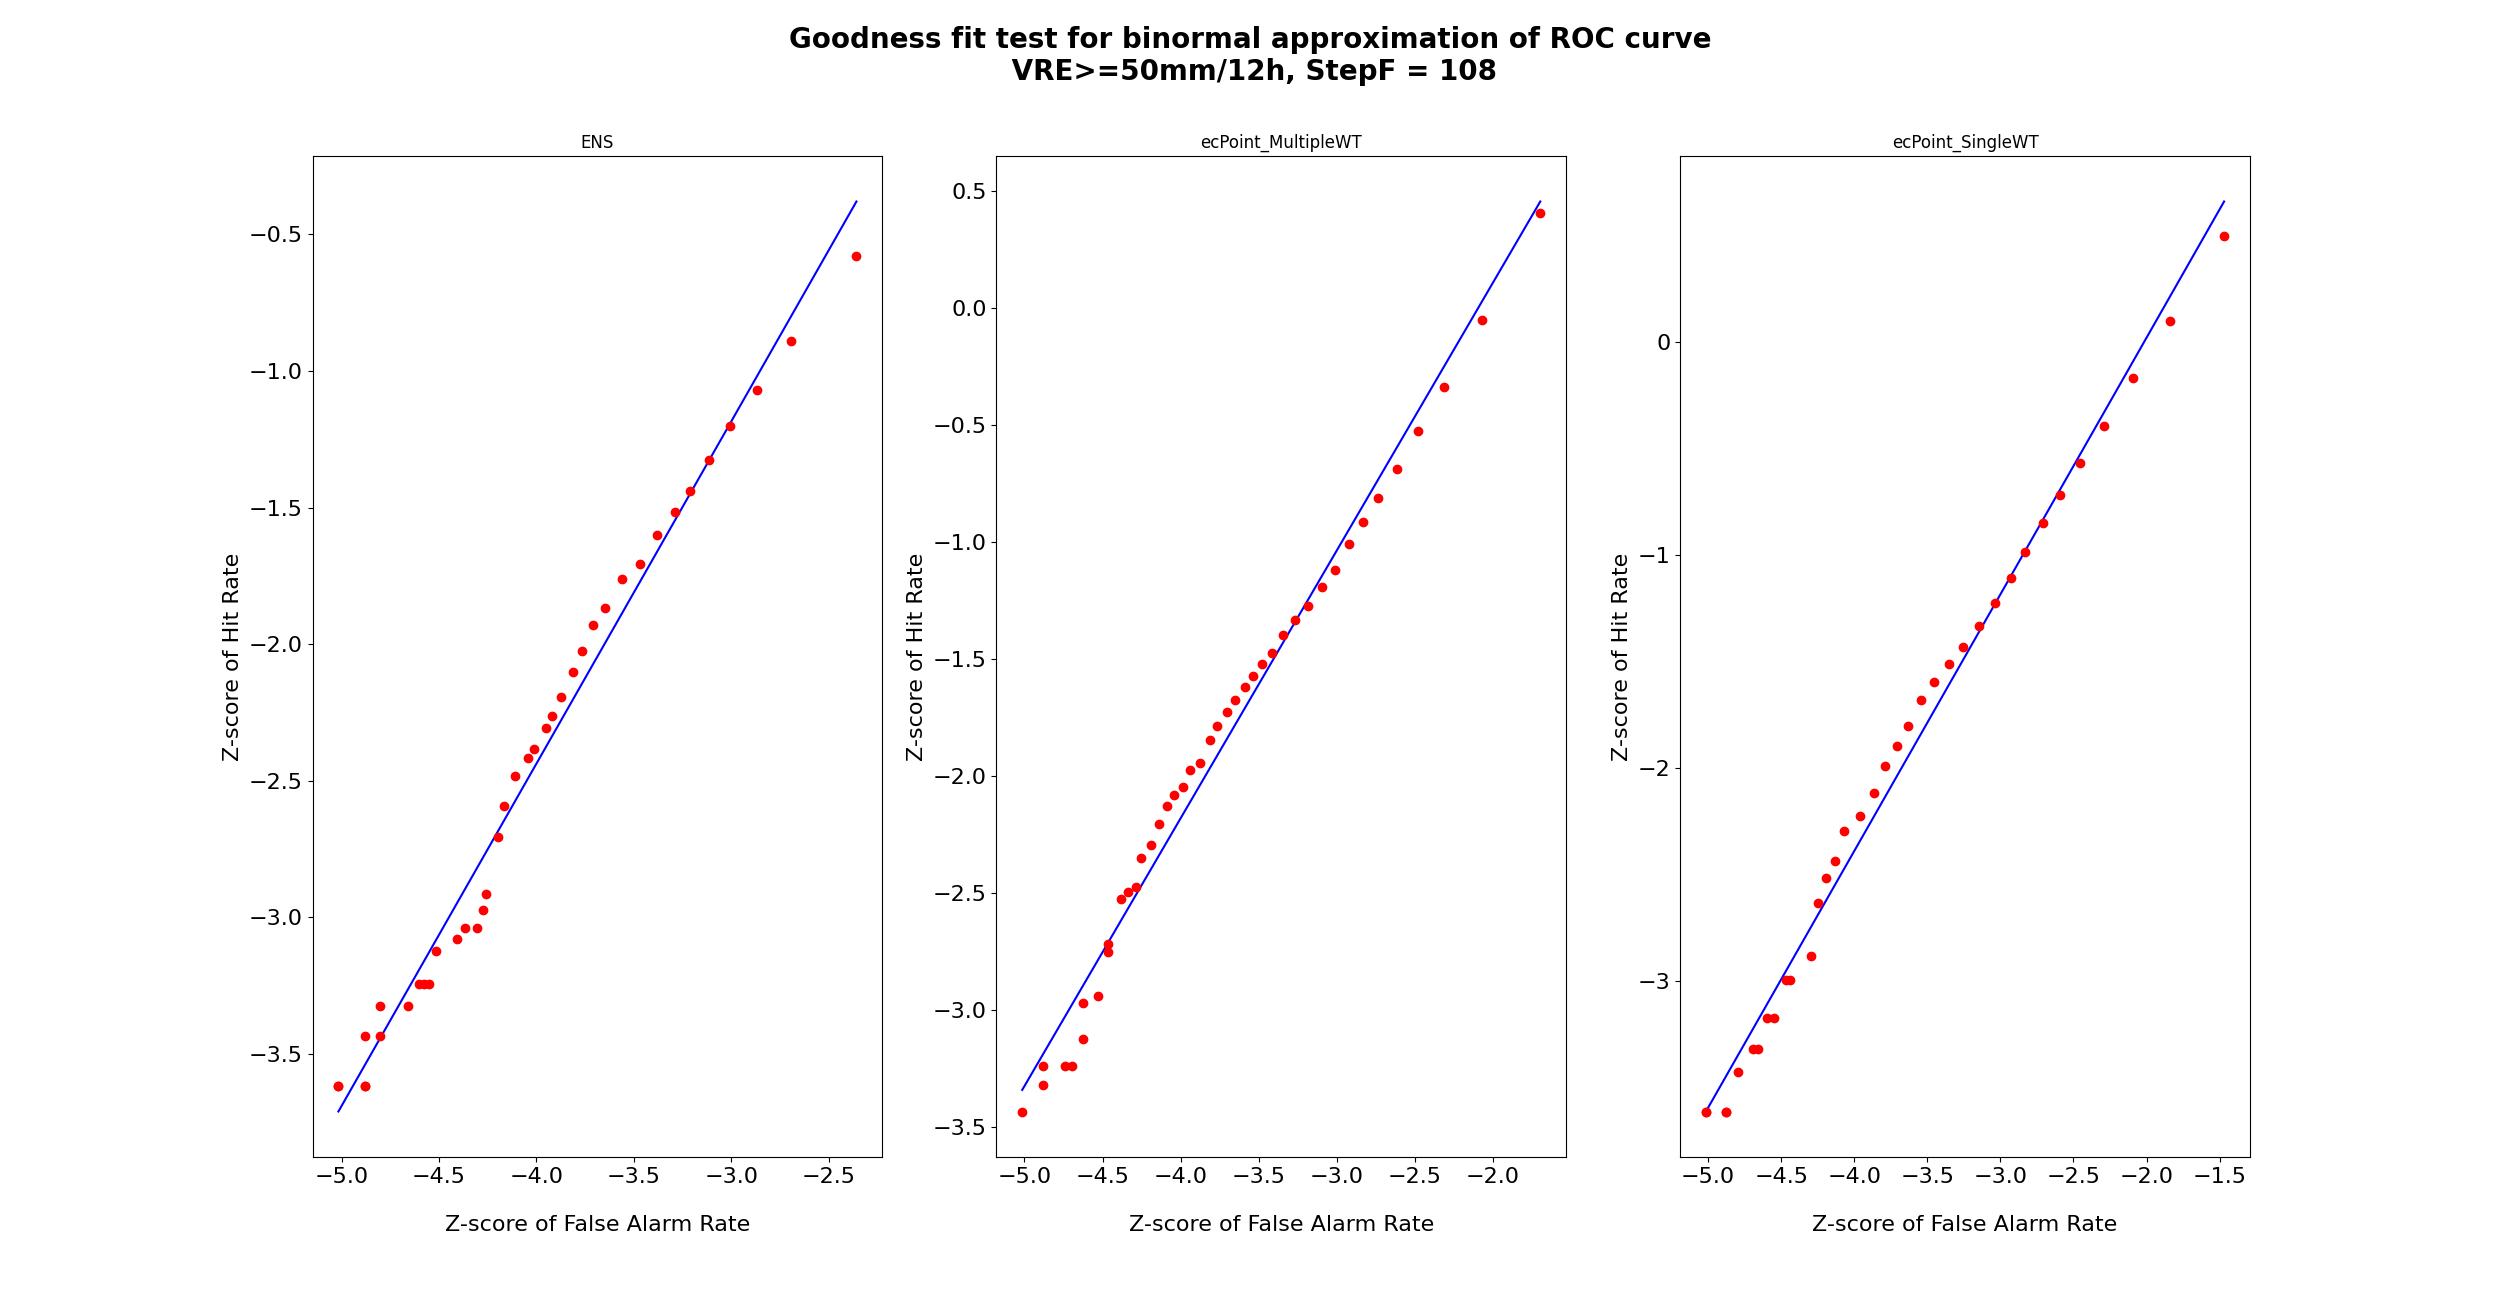 Goodness fit test for binormal approximation of ROC curve
VRE>=50mm/12h, StepF = 108
ENS
−0.5
−1.0
−1.5
−2.0
−2.5
−3.0
−3.5
Z-score of Hit Rate
−5.0 −4.5 −4.0 −3.5 −3.0 −2.5
Z-score of False Alarm Rate
ecPoint_MultipleWT
0.5
0.0
−0.5
−1.0
−1.5
−2.0
−2.5
−3.0
−3.5
Z-score of Hit Rate
−5.0 −4.5 −4.0 −3.5 −3.0 −2.5 −2.0
Z-score of False Alarm Rate
ecPoint_SingleWT
0
−1
−2
−3
Z-score of Hit Rate
−5.0 −4.5 −4.0 −3.5 −3.0 −2.5 −2.0 −1.5
Z-score of False Alarm Rate